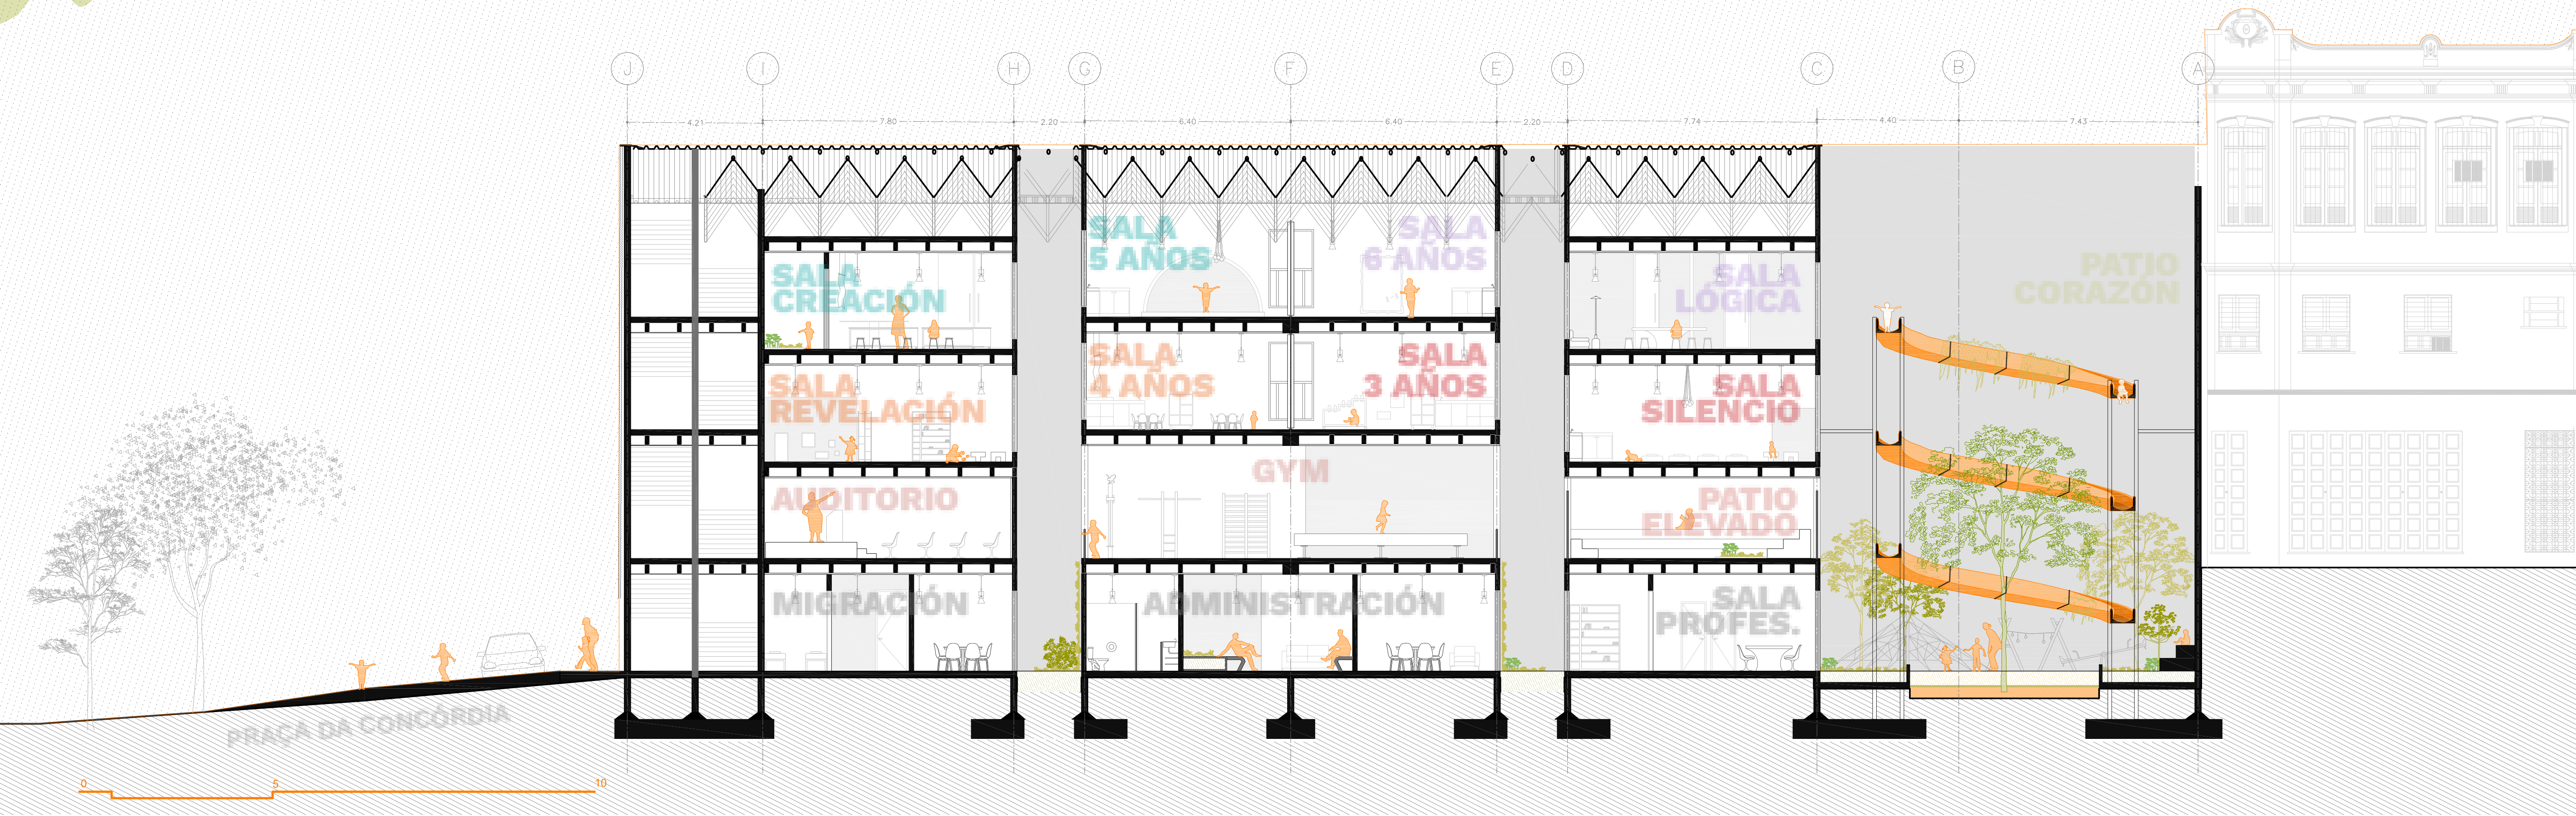 J I H G F E D C B A
4.21 7.80 2.20 6.40 6.40 2.20 7.74 4.40 7.43
SALA
5 AÑOS
SALA
6 AÑOS
SALA
CREACIÓN
SALA
LÓGICA
PATIO
CORAZÓN
SALA
4 AÑOS
SALA
3 AÑOS
SALA
REVELACIÓN
SALA
SILENCIO
GYM
AUDITORIO
PATIO
ELEVADO
MIGRACIÓN
ADMINISTRACIÓN
SALA
PROFES.
PRAÇA DA CONCÓRDIA
0 5 10